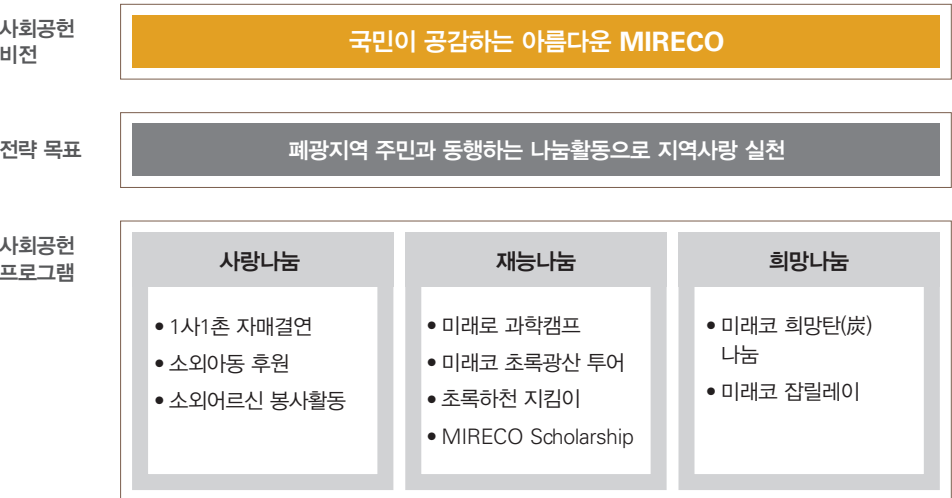 사회공헌
비전
국민이 공감하는 아름다운 MIRECO
전략 목표
폐광지역 주민과 동행하는 나눔활동으로 지역사랑 실천
사회공헌
프로그램
사랑나눔
• 1사1촌 자매결연
• 소외아동 후원
• 소외어르신 봉사활동
재능나눔
• 미래로 과학캠프
• 미래코 초록광산 투어
• 초록하천 지킴이
• MIRECO Scholarship
희망나눔
• 미래코 희망탄(炭)
나눔
• 미래코 잡릴레이